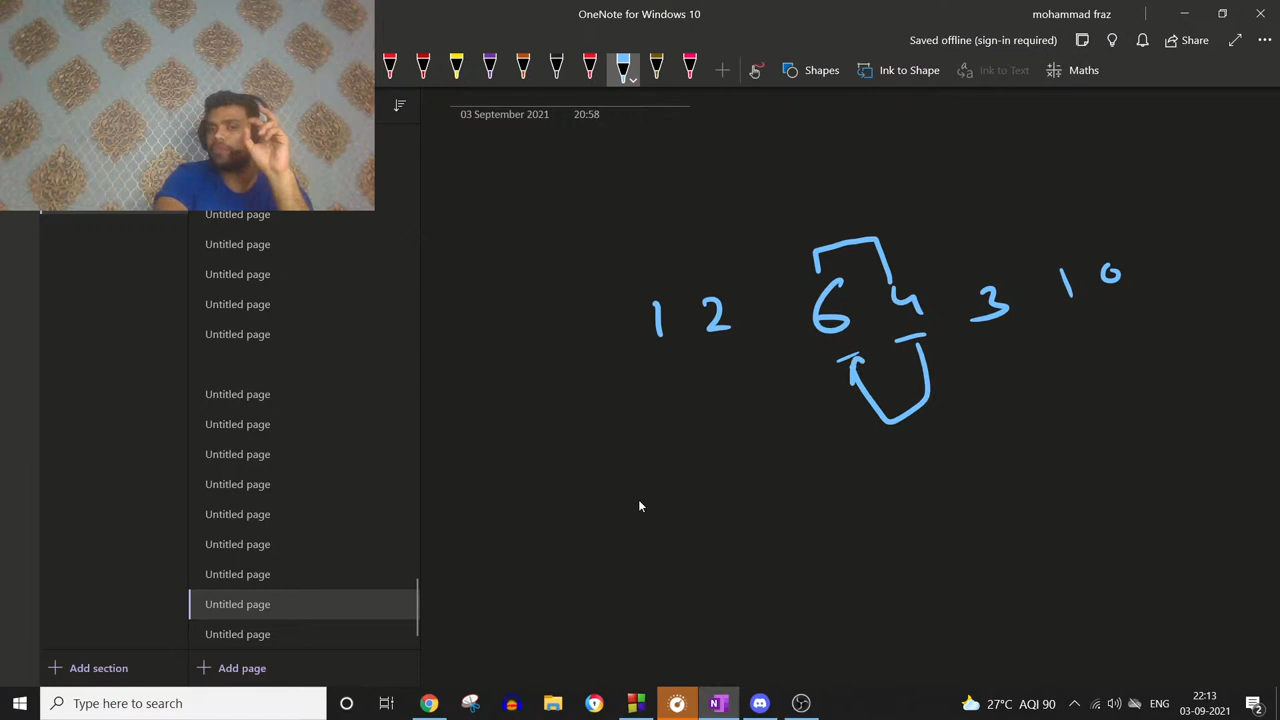 OneNote for Windows 10
mohammad fraz
Saved offline (sign in required)
Share
Shapes
Ink to Shape
Ink to Text
Maths
03 September 2021 20:58
Untitled page
Untitled page
Untitled page
Untitled page
Untitled page
Untitled page
Untitled page
Untitled page
Untitled page
Untitled page
Untitled page
Untitled page
Untitled page
Untitled page
1 2 6 4 3 1 0
Add section
Add page
Type here to search
27°C AQI 90
ENG
22:13
03-09-2021
2